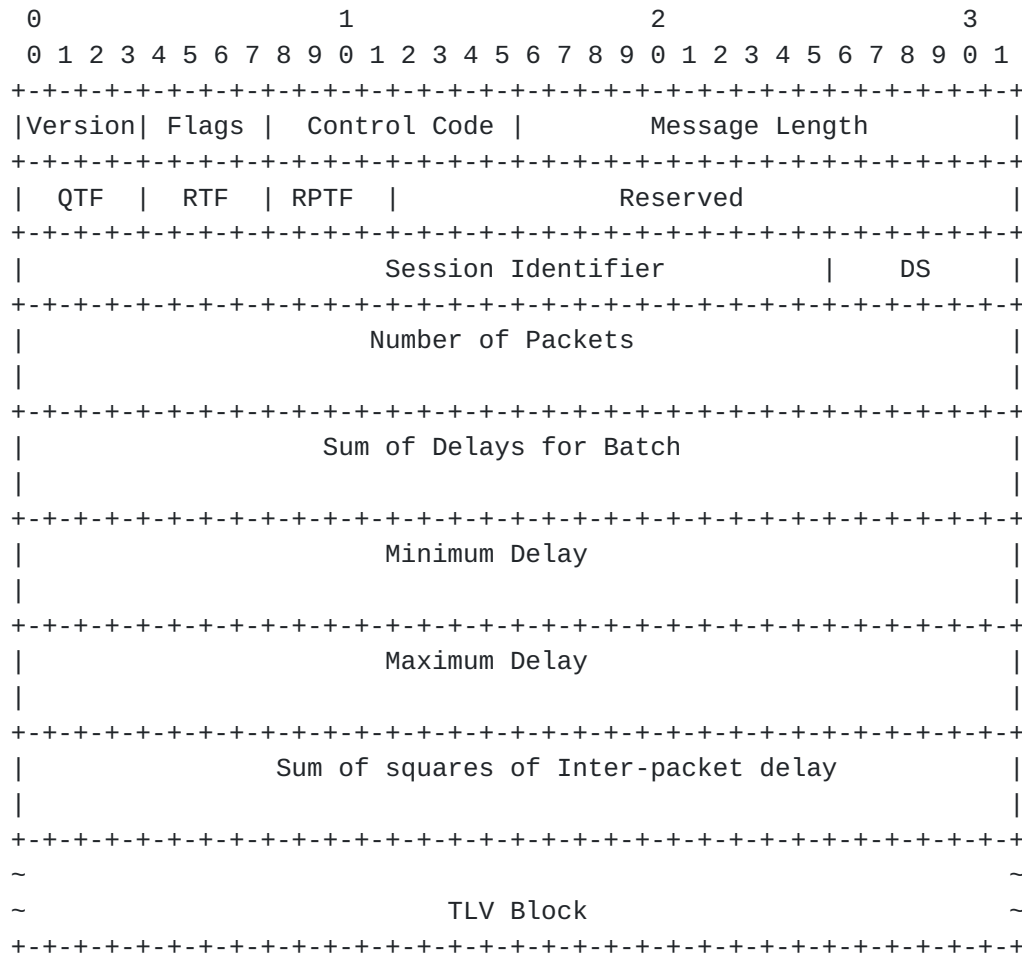 0                   1                   2                   3
 0 1 2 3 4 5 6 7 8 9 0 1 2 3 4 5 6 7 8 9 0 1 2 3 4 5 6 7 8 9 0 1
+-+-+-+-+-+-+-+-+-+-+-+-+-+-+-+-+-+-+-+-+-+-+-+-+-+-+-+-+-+-+-+-+
|Version| Flags |  Control Code |        Message Length         |
+-+-+-+-+-+-+-+-+-+-+-+-+-+-+-+-+-+-+-+-+-+-+-+-+-+-+-+-+-+-+-+-+
|  QTF  |  RTF  | RPTF  |              Reserved                 |
+-+-+-+-+-+-+-+-+-+-+-+-+-+-+-+-+-+-+-+-+-+-+-+-+-+-+-+-+-+-+-+-+
|                       Session Identifier          |    DS     |
+-+-+-+-+-+-+-+-+-+-+-+-+-+-+-+-+-+-+-+-+-+-+-+-+-+-+-+-+-+-+-+-+
|                      Number of Packets                        |
|                                                               |
+-+-+-+-+-+-+-+-+-+-+-+-+-+-+-+-+-+-+-+-+-+-+-+-+-+-+-+-+-+-+-+-+
|                   Sum of Delays for Batch                     |
|                                                               |
+-+-+-+-+-+-+-+-+-+-+-+-+-+-+-+-+-+-+-+-+-+-+-+-+-+-+-+-+-+-+-+-+
|                       Minimum Delay                           |
|                                                               |
+-+-+-+-+-+-+-+-+-+-+-+-+-+-+-+-+-+-+-+-+-+-+-+-+-+-+-+-+-+-+-+-+
|                       Maximum Delay                           |
|                                                               |
+-+-+-+-+-+-+-+-+-+-+-+-+-+-+-+-+-+-+-+-+-+-+-+-+-+-+-+-+-+-+-+-+
|                Sum of squares of Inter-packet delay           |
|                                                               |
+-+-+-+-+-+-+-+-+-+-+-+-+-+-+-+-+-+-+-+-+-+-+-+-+-+-+-+-+-+-+-+-+
~                                                               ~
~                           TLV Block                           ~
+-+-+-+-+-+-+-+-+-+-+-+-+-+-+-+-+-+-+-+-+-+-+-+-+-+-+-+-+-+-+-+-+